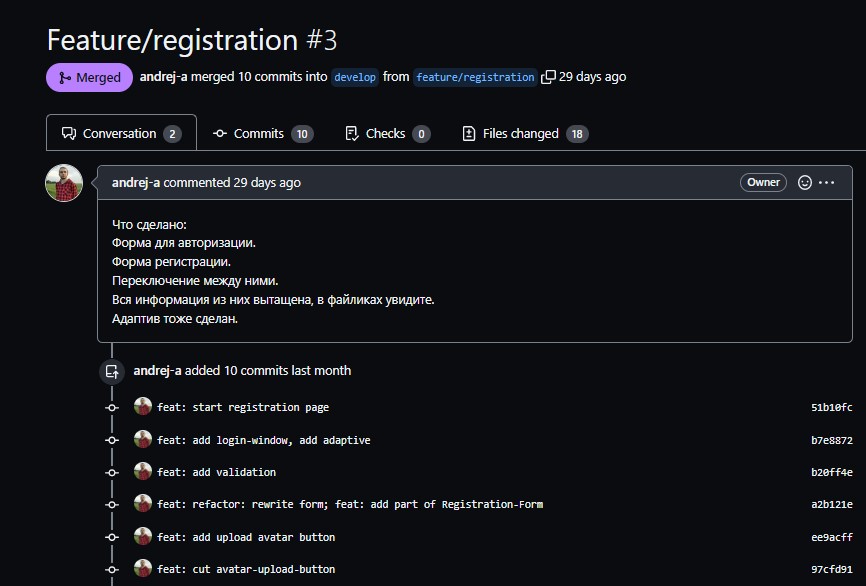 Feature/registration #3
Merged andrej-a merged 10 commits into develop from feature/registration 29 days ago
Conversation 2 Commits 10 Checks 0 Files changed 18
andrej-a commented 29 days ago Owner
Что сделано:
Форма для авторизации.
Форма регистрации.
Переключение между ними.
Вся информация из них вытащена, в файликах увидите.
Адаптив тоже сделан.
andrej-a added 10 commits last month
feat: start registration page 51b10fc
feat: add login-window, add adaptive b7e8872
feat: add validation b20ff4e
feat: refactor: rewrite form; feat: add part of Registration-Form a2b121e
feat: add upload avatar button ee9acff
feat: cut avatar-upload-button 97cfd91